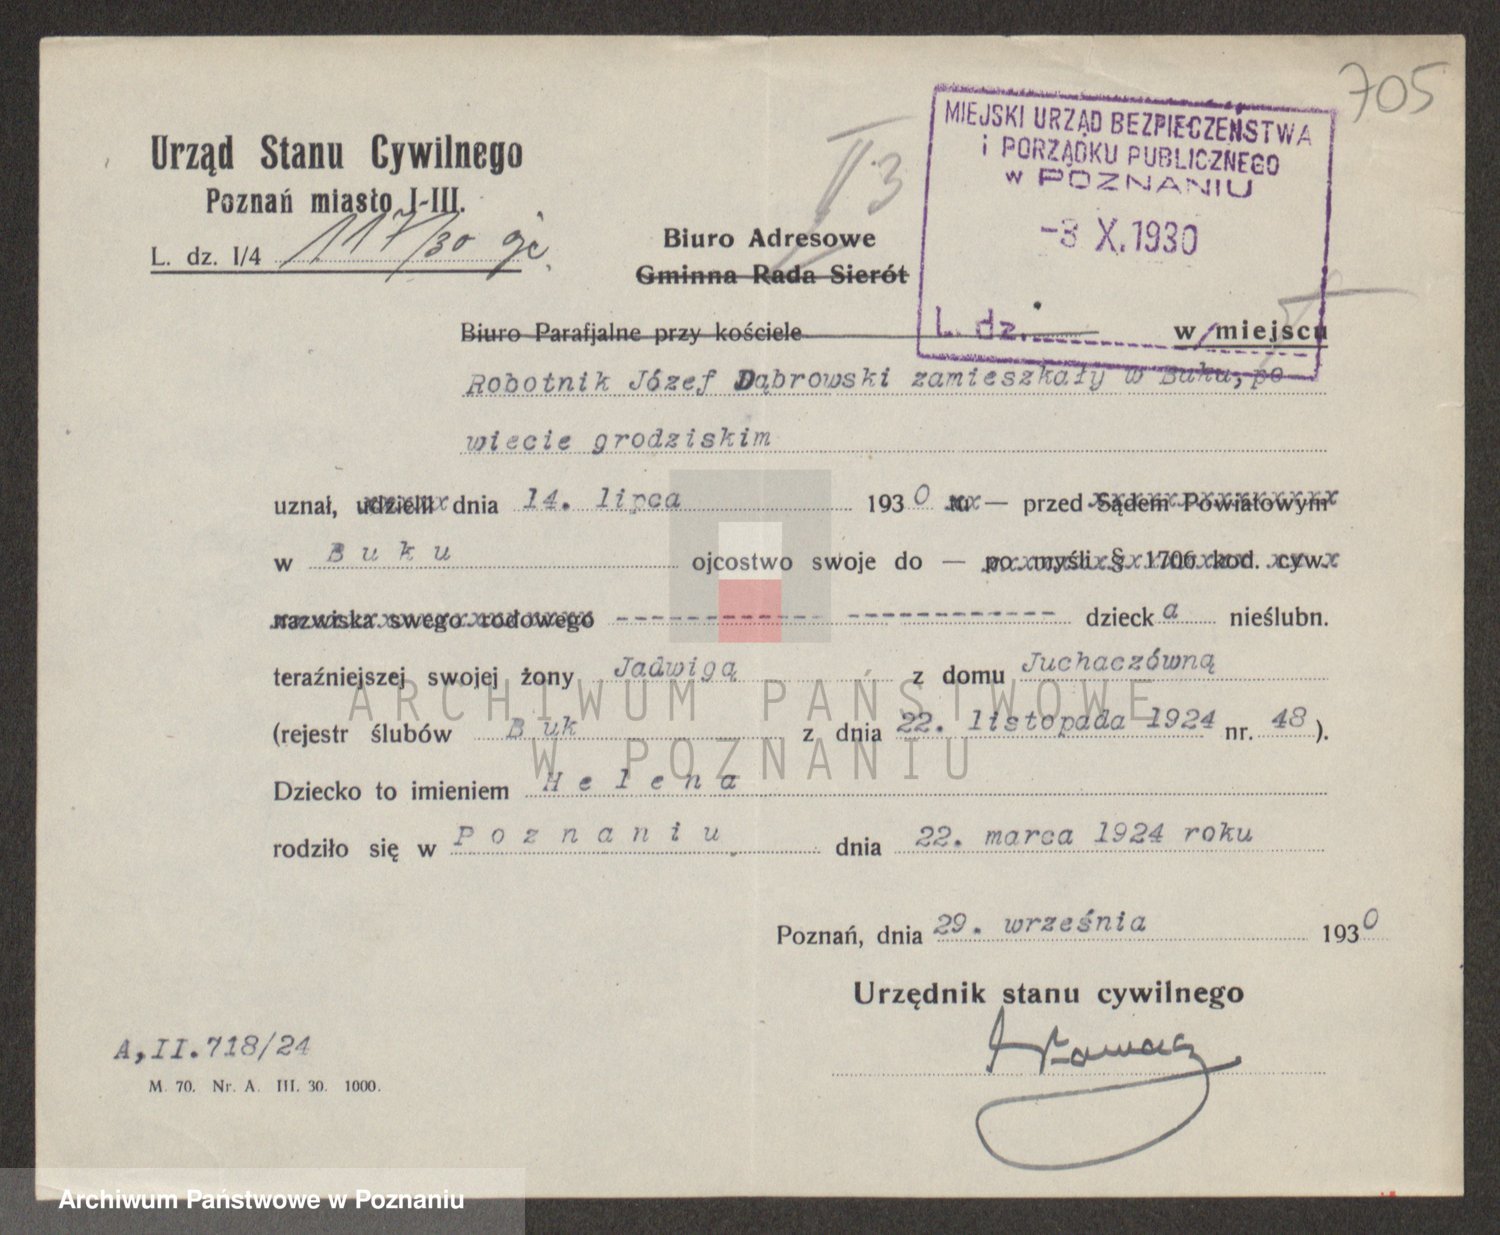 705
MIEJSKI URZĄD BEZPIECZEŃSTWA
i PORZĄDKU PUBLICZNEGO
w POZNANIU
-3 X. 1930
L. dz.
Urząd Stanu Cywilnego
Poznań miasto I-III.
L. dz. I/4 117/30
II 3
Biuro Adresowe
Gminna Rada Sierót
Biuro Parafjalne przy kościele w/miejscu
Robotnik Józef Dąbrowski zamieszkały w Buku, po
wiecie grodziskim
uznał, udzielił dnia 14. lipca 1930 tu — przed Sądem Powiatowym
w Buku ojcostwo swoje do — po myśli § 1706 kod. cyw.
nazwiska swego rodowego dziecka nieślubn.
teraźniejszej swojej żony Jadwigą z domu Juchaczówną
(rejestr ślubów Buk z dnia 22. listopada 1924 nr. 48 ).
Dziecko to imieniem Helena
rodziło się w Poznaniu dnia 22. marca 1924 roku
Poznań, dnia 29. września 1930
Urzędnik stanu cywilnego
A,II.718/24
M. 70. Nr. A. III. 30. 1000.
ARCHIWUM PAŃSTWOWE
W POZNANIU
Archiwum Państwowe w Poznaniu